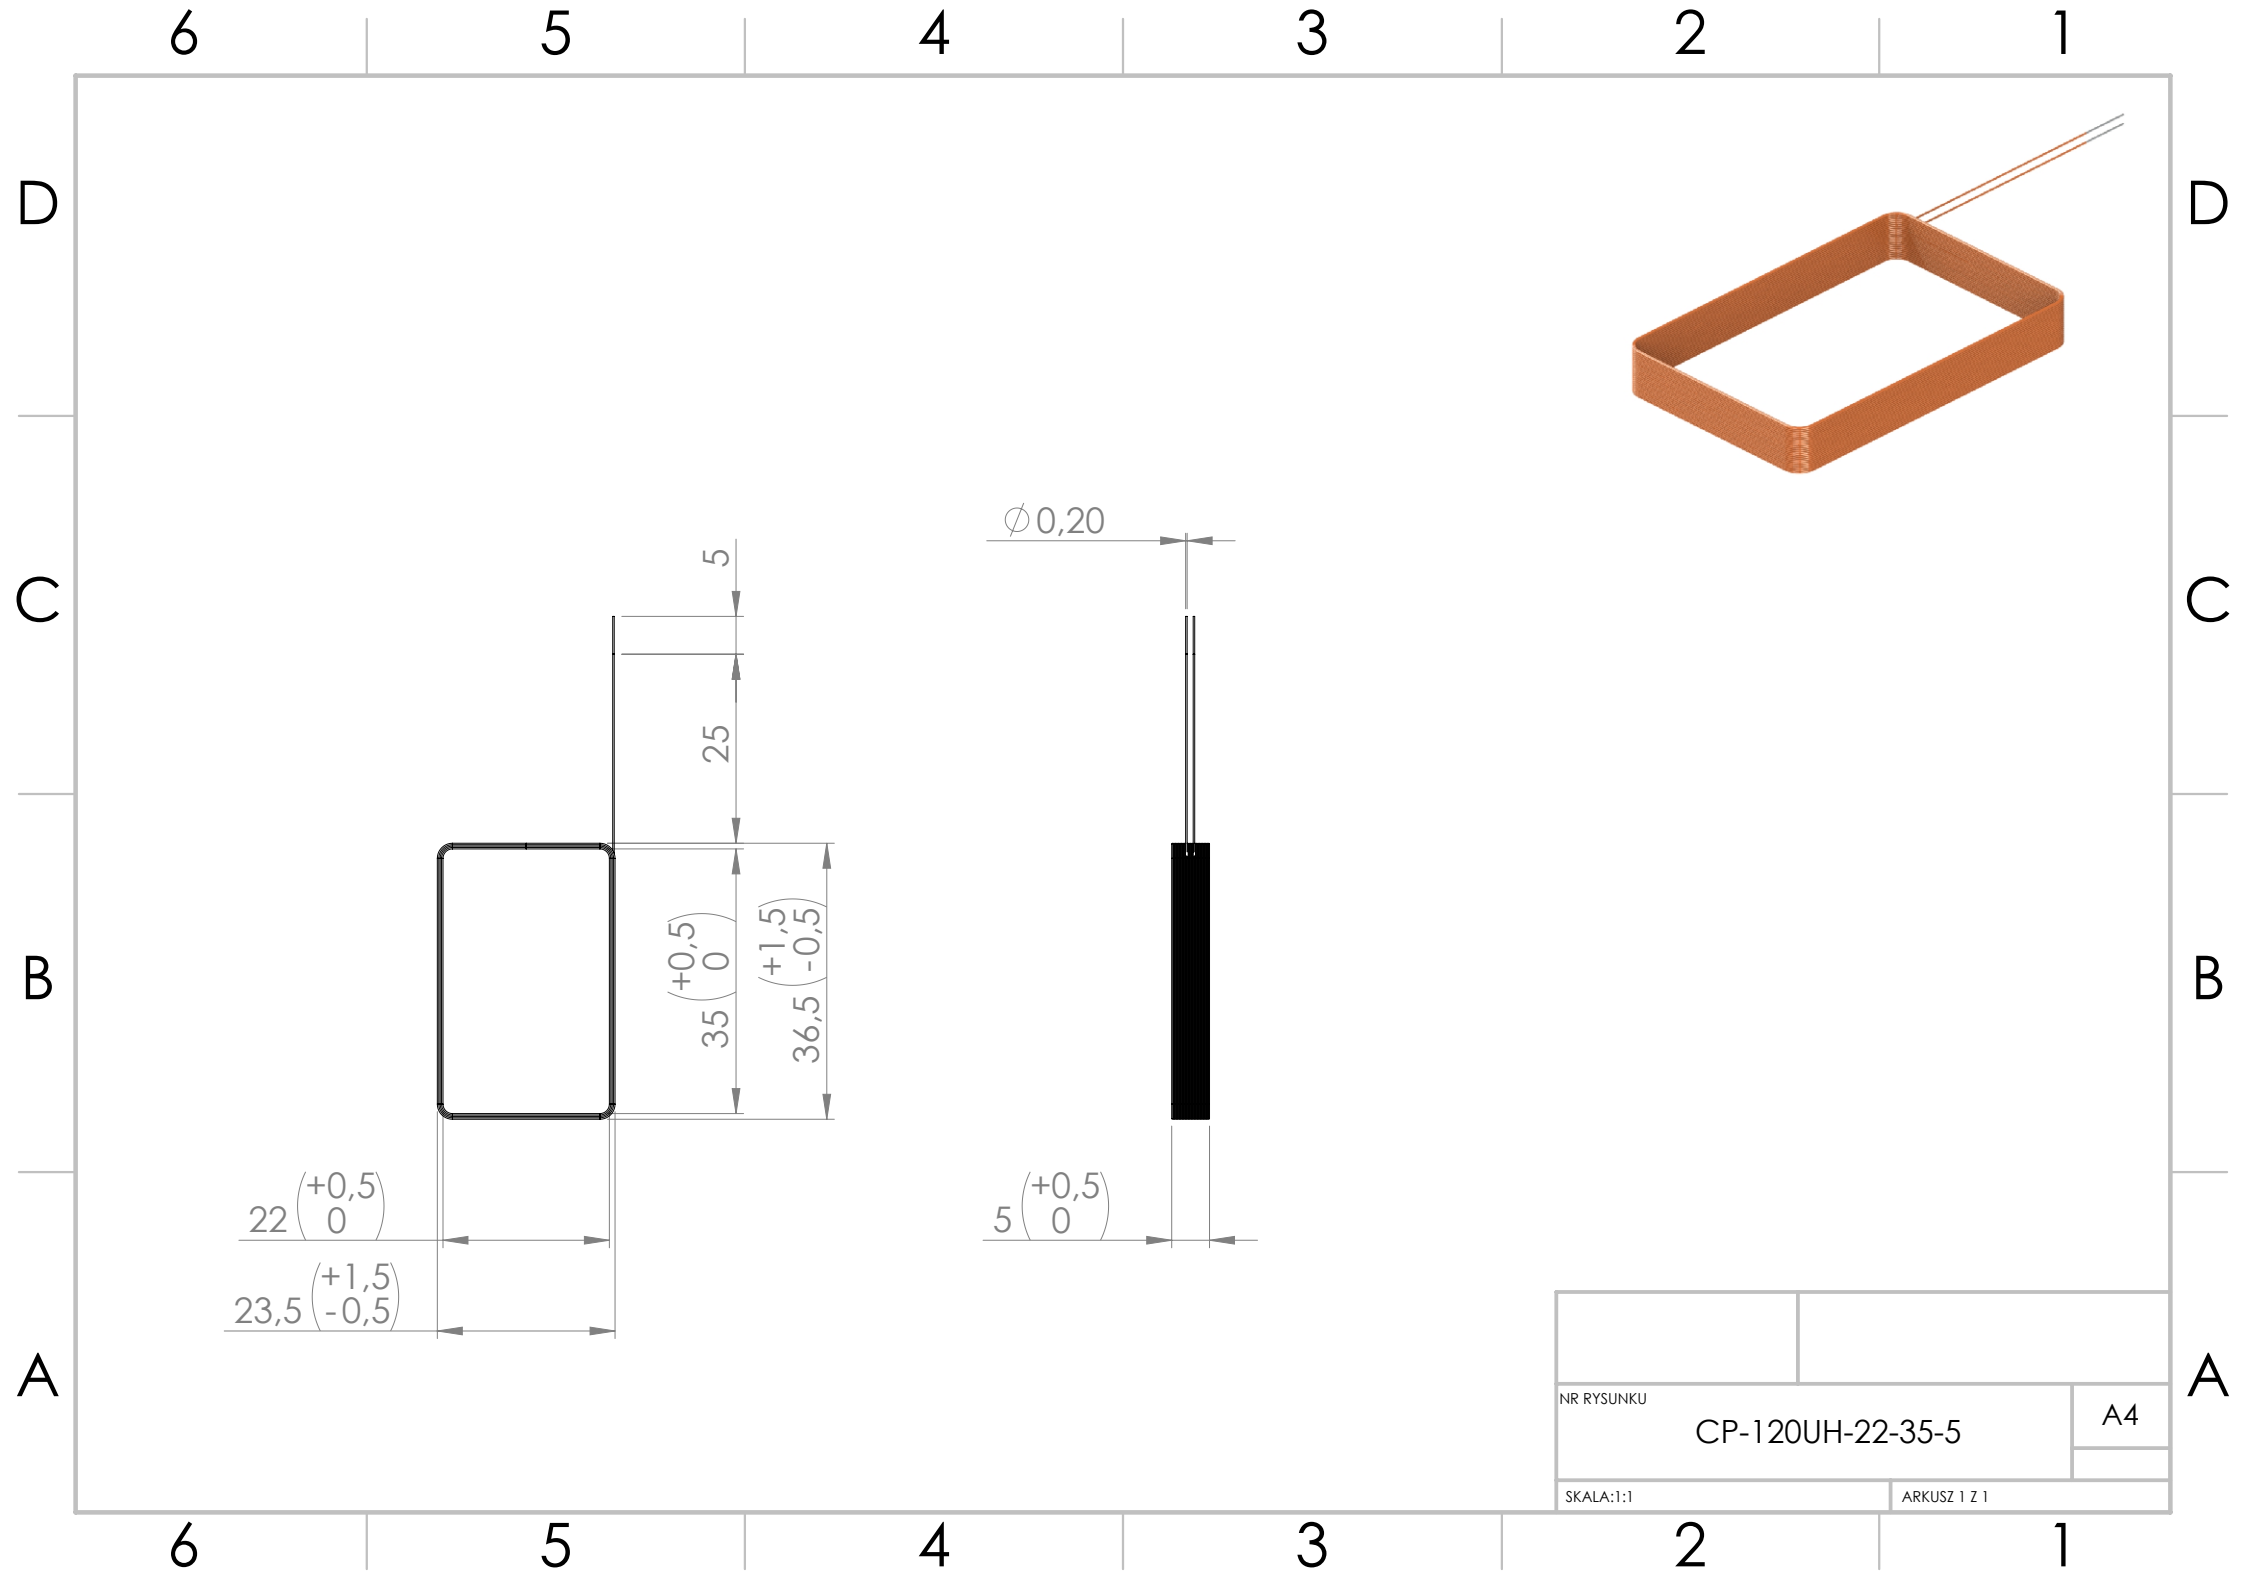 6 5 4 3 2 1
D D
⌀0,20
5
C C
25
35 (+0,5 0)
36,5 (+1,5 -0,5)
B B
22 (+0,5 0)
5 (+0,5 0)
23,5 (+1,5 -0,5)
A A
NR RYSUNKU
CP-120UH-22-35-5
A4
SKALA:1:1
ARKUSZ 1 Z 1
6 5 4 3 2 1